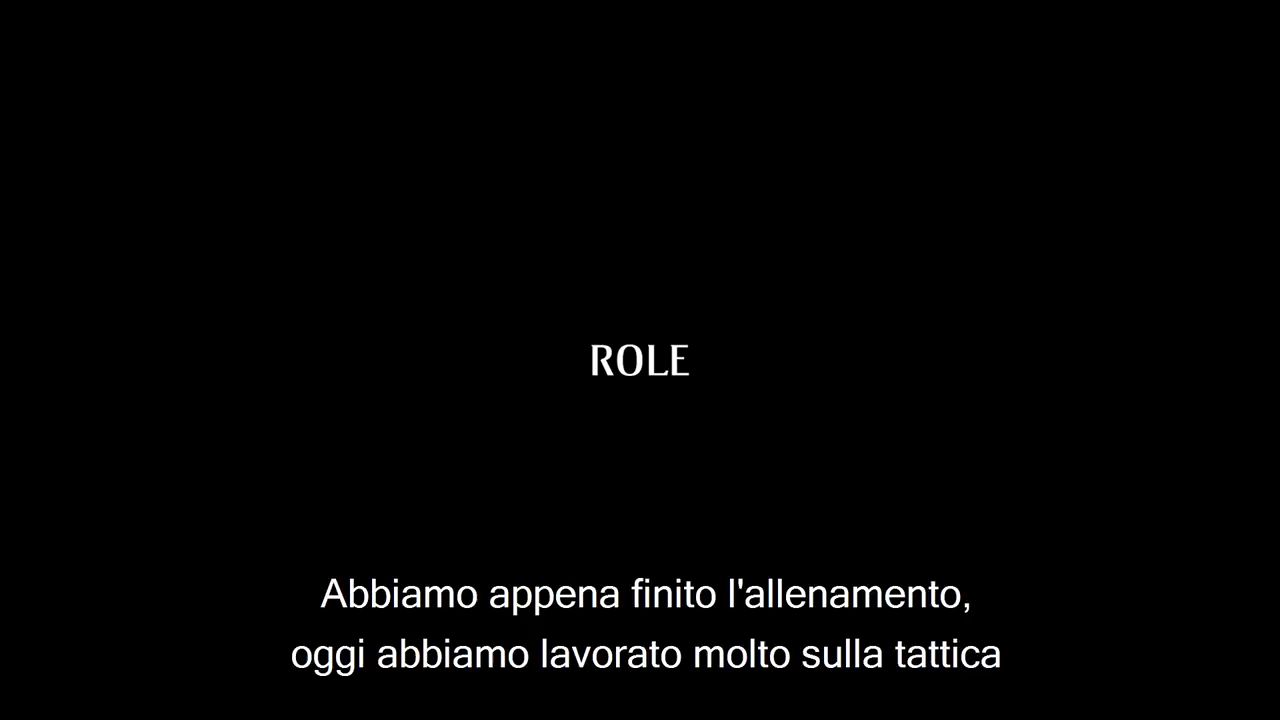 ROLE
Abbiamo appena finito l'allenamento,
oggi abbiamo lavorato molto sulla tattica